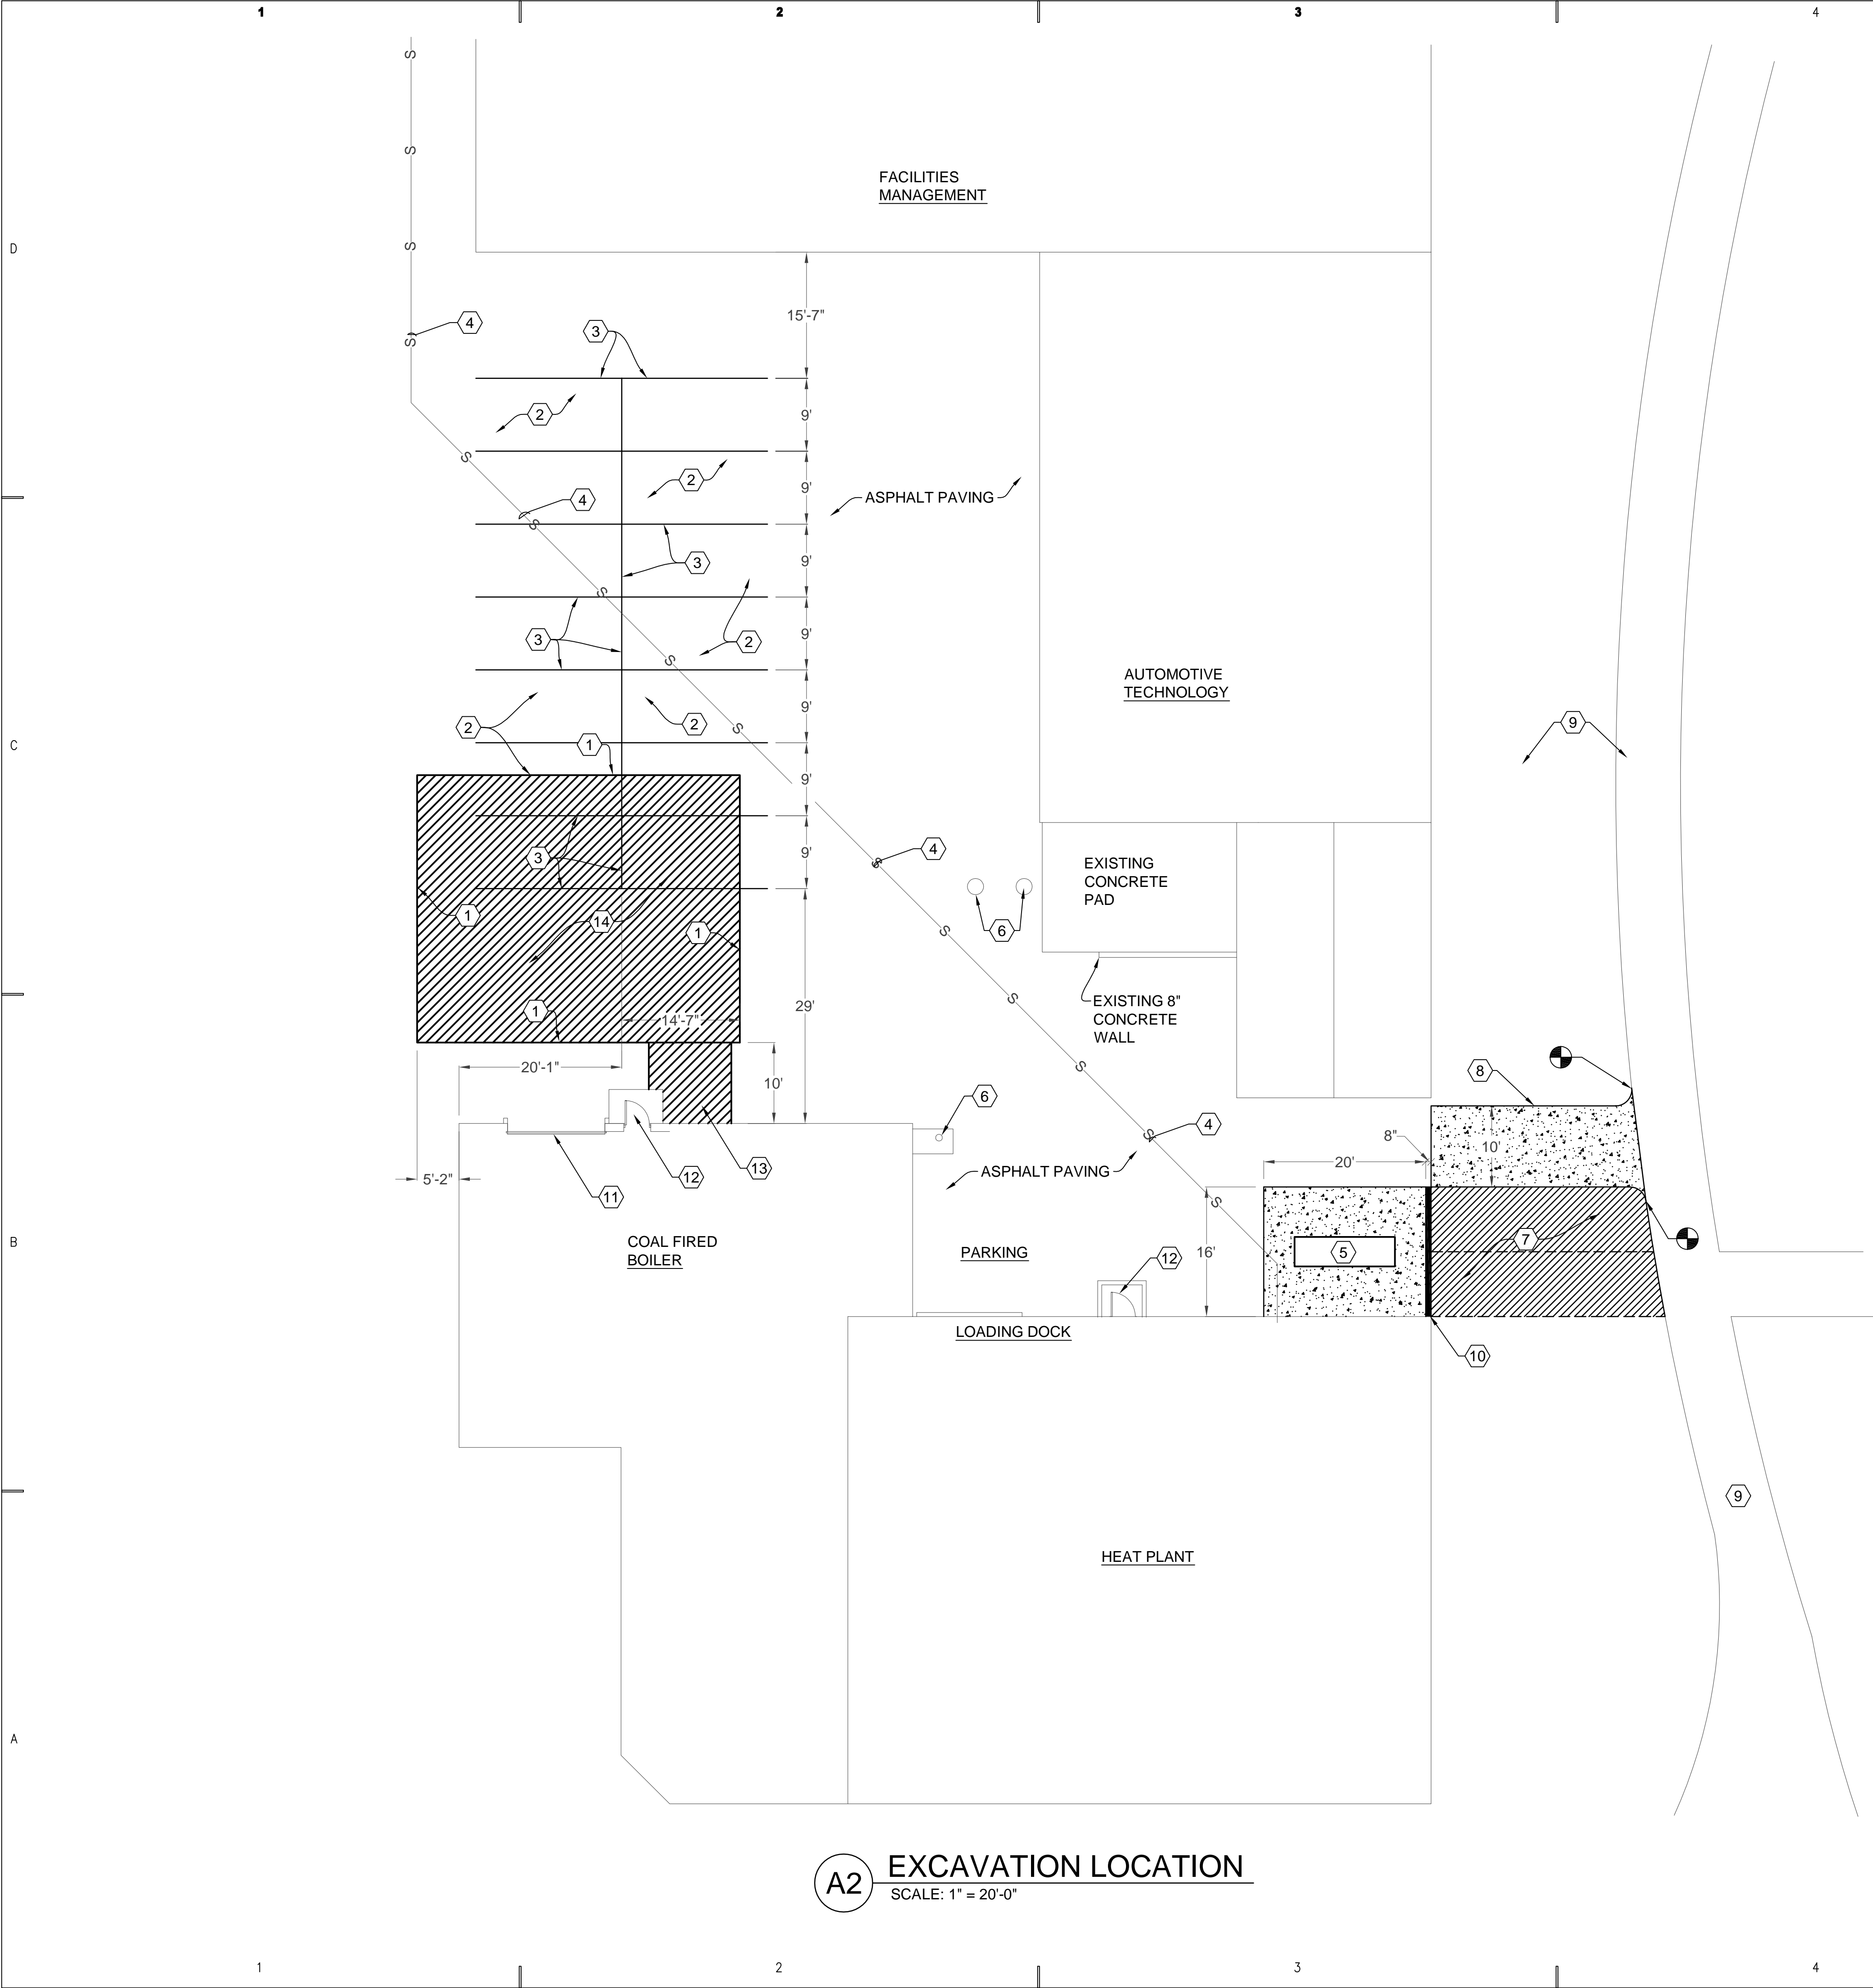 1 2 3 4
S
S
FACILITIES
MANAGEMENT
D
S
15'-7"
4
3
S
9'
2
S
9'
2
4
ASPHALT PAVING
S
3
9'
S
9'
3
2
S
AUTOMOTIVE
TECHNOLOGY
9'
2
2
9
S
C
1
9'
4
9'
3
S
EXISTING
CONCRETE
PAD
1
14
1
6
S
S
29'
EXISTING 8"
CONCRETE
WALL
1
14'-7"
20'-1"
S
8
10'
6
S
4
8"
10'
20'
13
12
5'-2"
11
ASPHALT PAVING
S
B
COAL FIRED
BOILER
PARKING
12
16'
5
7
LOADING DOCK
10
9
HEAT PLANT
A
A2
EXCAVATION LOCATION
SCALE: 1" = 20'-0"
1 2 3 4